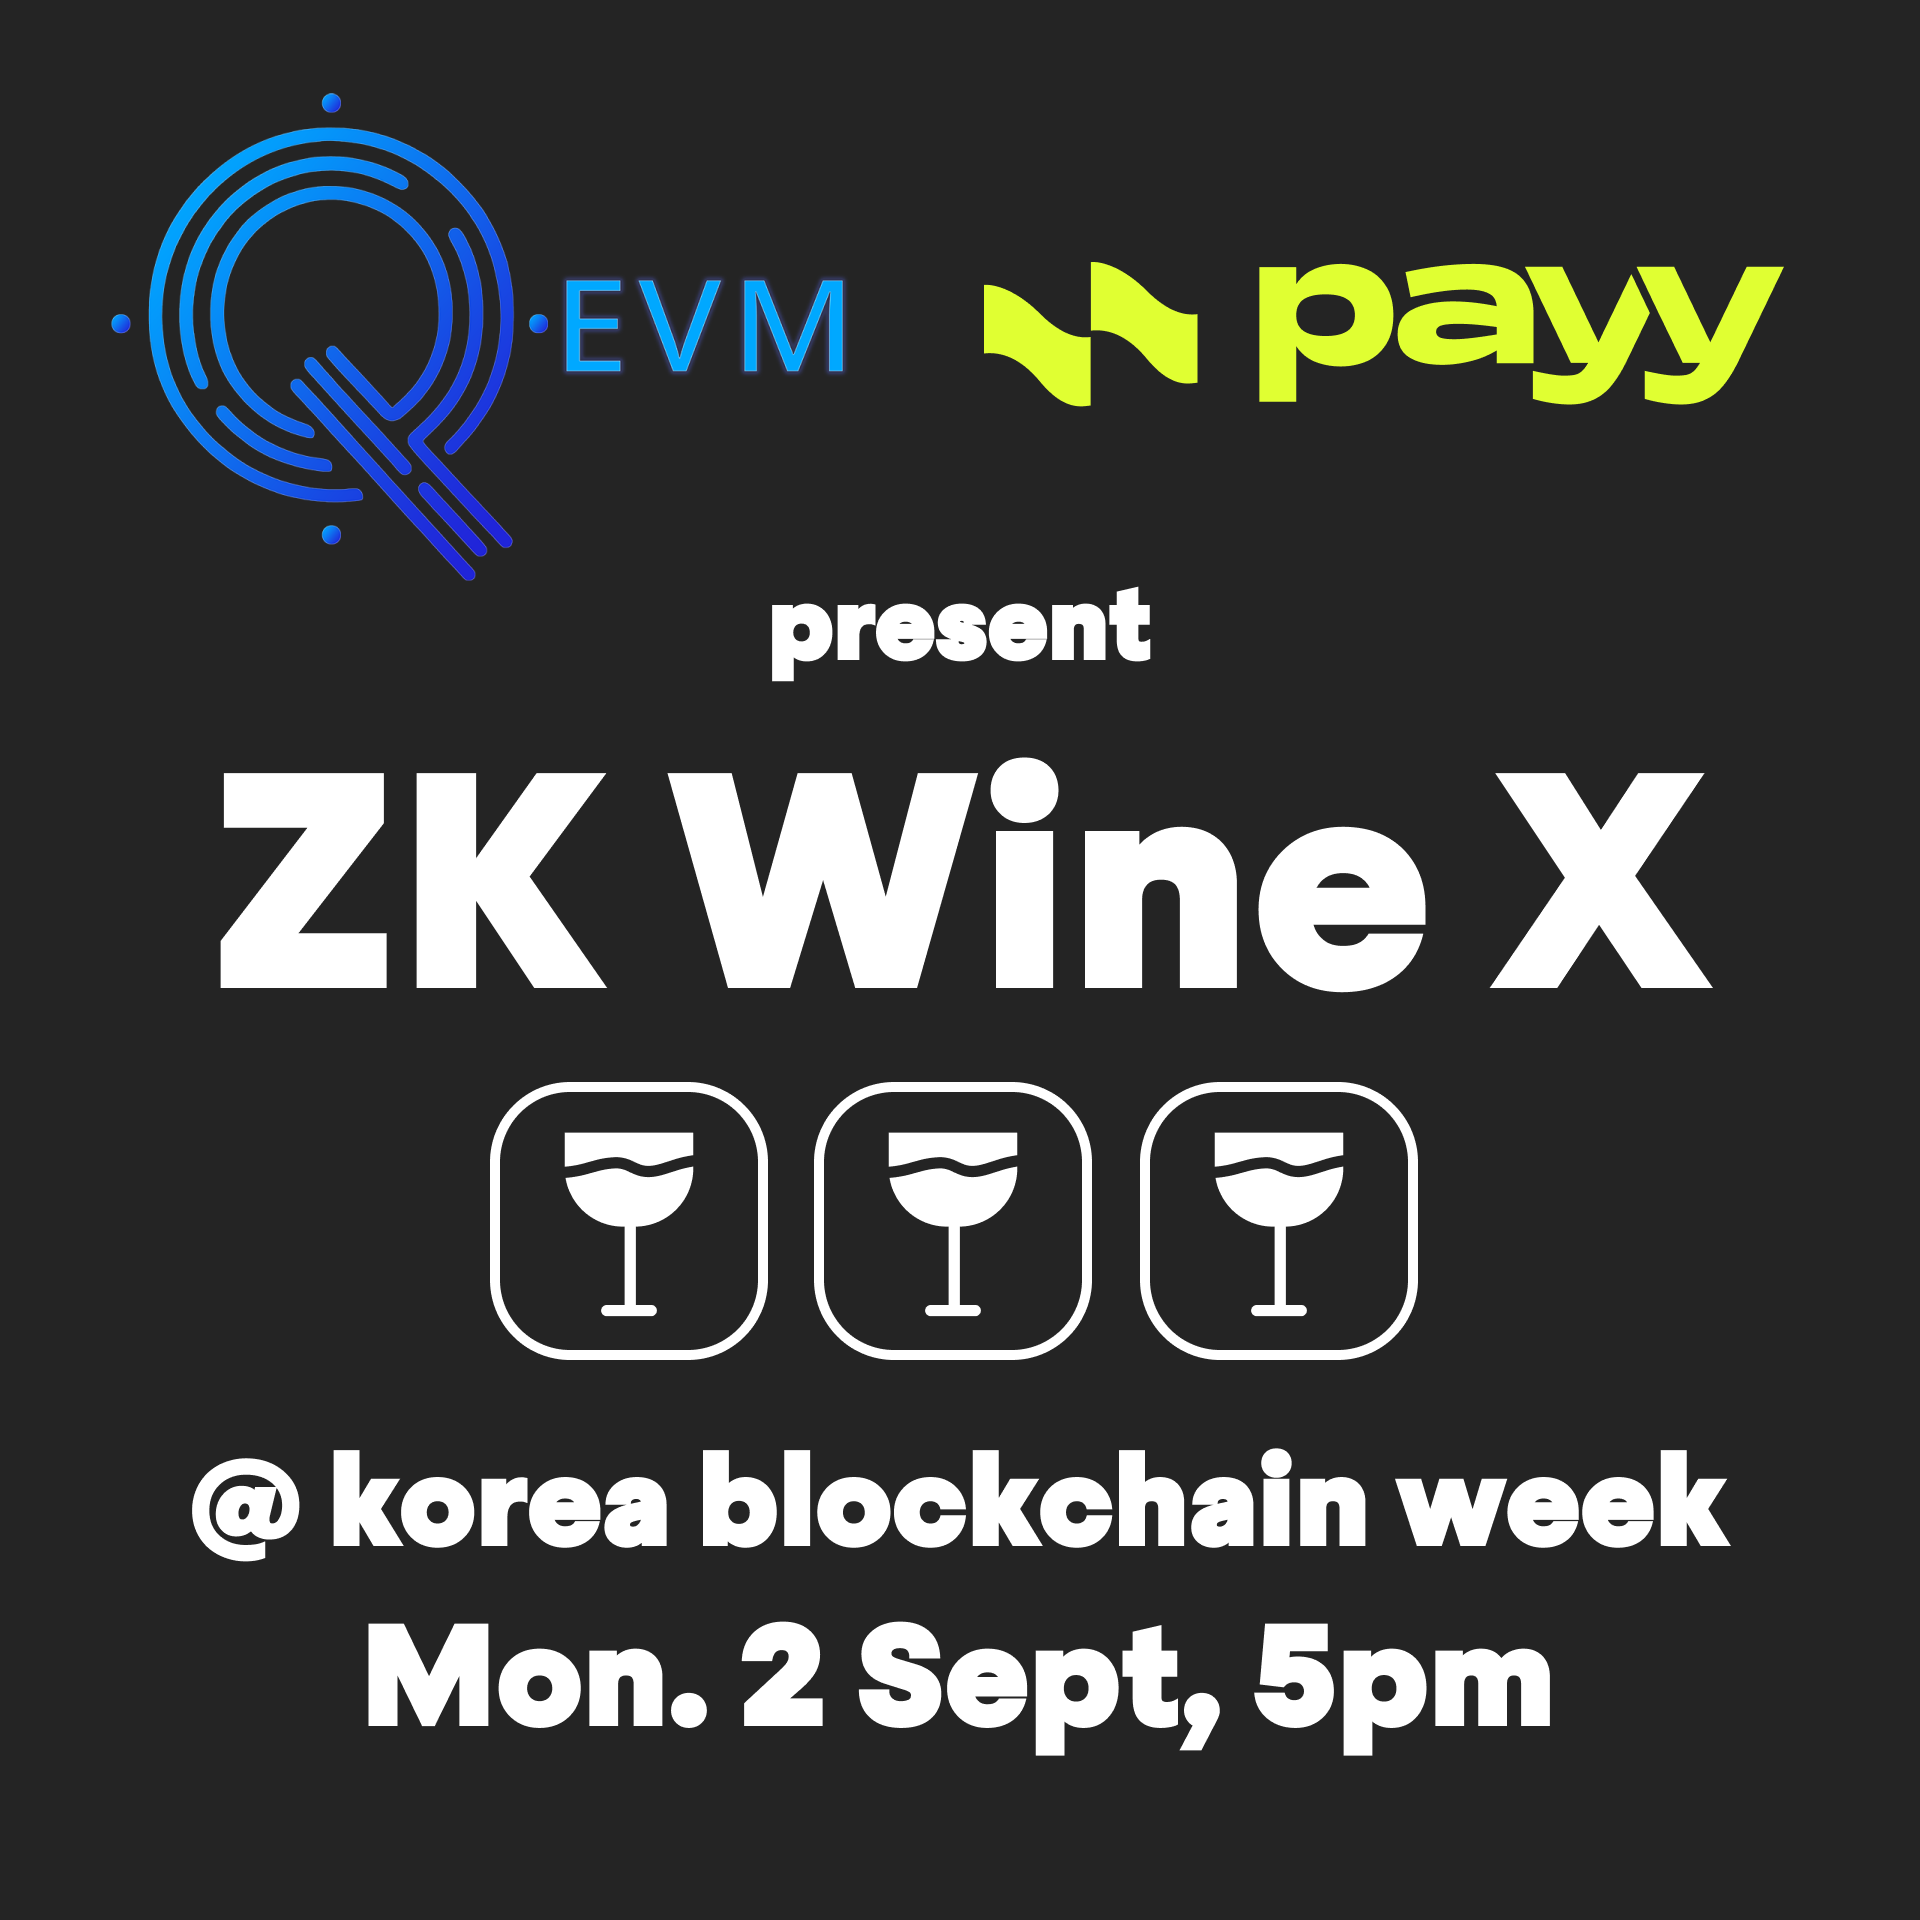 EVM
payy
present
ZK Wine X
@ korea blockchain week
Mon. 2 Sept, 5pm